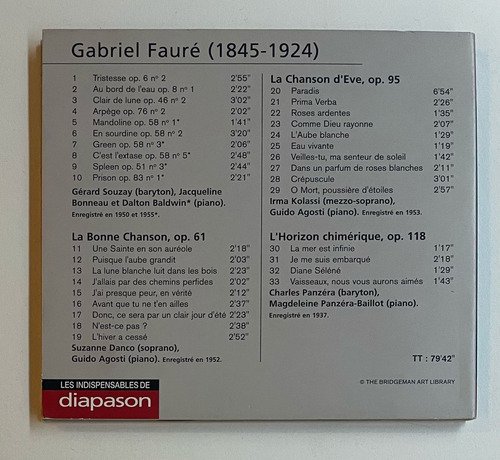 Gabriel Fauré (1845-1924)
1 Tristesse op. 6 nº 2 2'55"
2 Au bord de l'eau op. 8 nº 1 2'22"
3 Clair de lune op. 46 nº 2 3'02"
4 Arpège op. 76 nº 2 2'02"
5 Mandoline op. 58 nº 1* 1'41"
6 En sourdine op. 58 nº 2 3'20"
7 Green op. 58 nº 3* 2'06"
8 C'est l'extase op. 58 nº 5* 2'48"
9 Spleen op. 51 nº 3* 2'44"
10 Prison op. 83 nº 1* 2'21"
Gérard Souzay (baryton), Jacqueline
Bonneau et Dalton Baldwin* (piano).
Enregistré en 1950 et 1955*.
La Bonne Chanson, op. 61
11 Une Sainte en son auréole 2'18"
12 Puisque l'aube grandit 2'03"
13 La lune blanche luit dans les bois 2'23"
14 J'allais par des chemins perfides 2'02"
15 J'ai presque peur, en vérité 2'12"
16 Avant que tu ne t'en ailles 2'37"
17 Donc, ce sera par un clair jour d'été 2'23"
18 N'est-ce pas ? 2'38"
19 L'hiver a cessé 2'52"
Suzanne Danco (soprano),
Guido Agosti (piano). Enregistré en 1952.
La Chanson d'Eve, op. 95
20 Paradis 6'54"
21 Prima Verba 2'26"
22 Roses ardentes 1'35"
23 Comme Dieu rayonne 2'07"
24 L'Aube blanche 1'29"
25 Eau vivante 1'19"
26 Veilles-tu, ma senteur de soleil 1'42"
27 Dans un parfum de roses blanches 2'11"
28 Crépuscule 3'01"
29 O Mort, poussière d'étoiles 2'57"
Irma Kolassi (mezzo-soprano),
Guido Agosti (piano). Enregistré en 1953.
L'Horizon chimérique, op. 118
30 La mer est infinie 1'17"
31 Je me suis embarqué 2'18"
32 Diane Séléné 1'29"
33 Vaisseaux, nous vous aurons aimés 1'43"
Charles Panzéra (baryton),
Magdeleine Panzéra-Baillot (piano).
Enregistré en 1937.
TT : 79'42"
© THE BRIDGEMAN ART LIBRARY
LES INDISPENSABLES DE
diapason